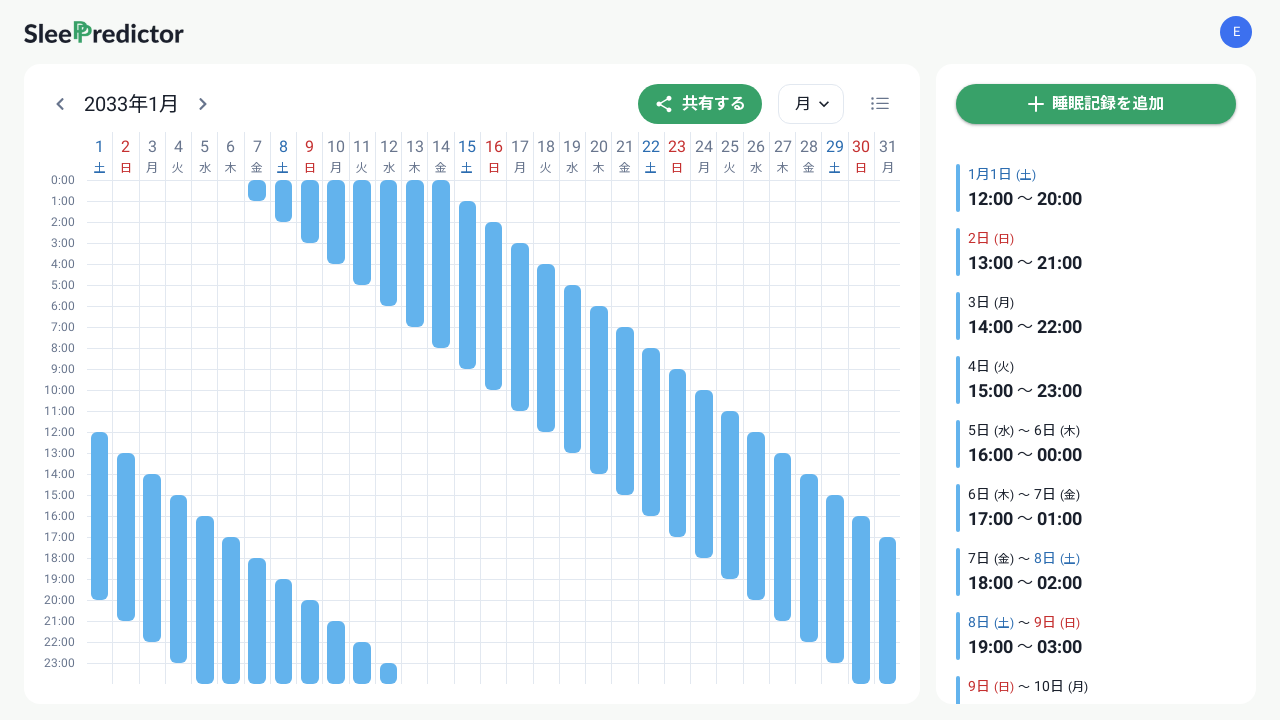 SleePredictor
E
2033年1月
共有する
月
1 2 3 4 5 6 7 8 9 10 11 12 13 14 15 16 17 18 19 20 21 22 23 24 25 26 27 28 29 30 31
土 日 月 火 水 木 金 土 日 月 火 水 木 金 土 日 月 火 水 木 金 土 日 月 火 水 木 金 土 日 月
0:00
1:00
2:00
3:00
4:00
5:00
6:00
7:00
8:00
9:00
10:00
11:00
12:00
13:00
14:00
15:00
16:00
17:00
18:00
19:00
20:00
21:00
22:00
23:00
睡眠記録を追加
1月1日 (土)
12:00 〜 20:00
2日 (日)
13:00 〜 21:00
3日 (月)
14:00 〜 22:00
4日 (火)
15:00 〜 23:00
5日 (水) 〜 6日 (木)
16:00 〜 00:00
6日 (木) 〜 7日 (金)
17:00 〜 01:00
7日 (金) 〜 8日 (土)
18:00 〜 02:00
8日 (土) 〜 9日 (日)
19:00 〜 03:00
9日 (日) 〜 10日 (月)